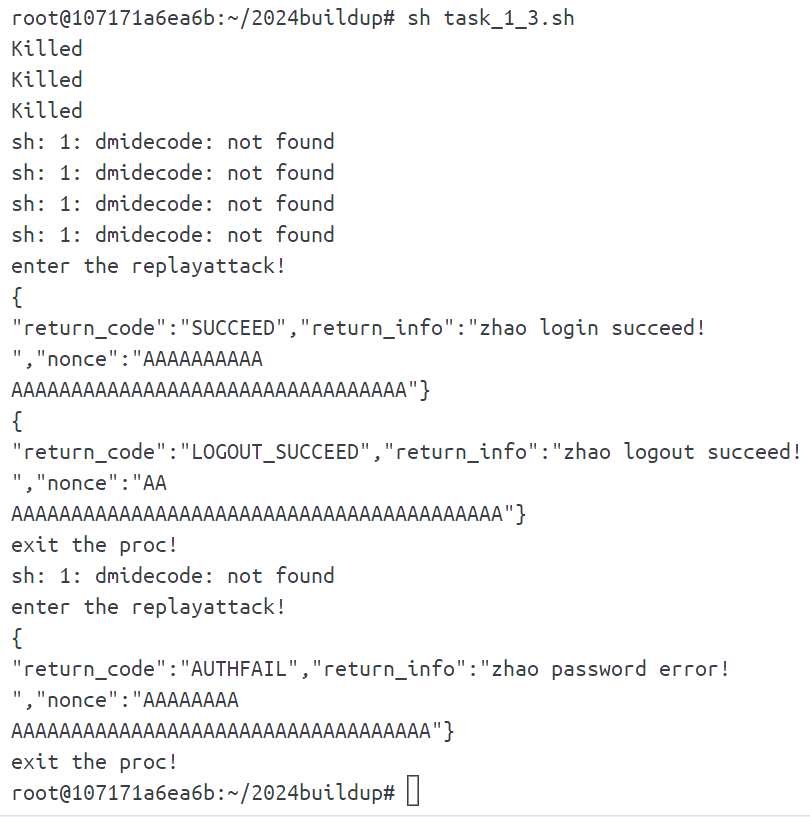 root@107171a6ea6b:~/2024buildup# sh task_1_3.sh
Killed
Killed
Killed
sh: 1: dmidecode: not found
sh: 1: dmidecode: not found
sh: 1: dmidecode: not found
sh: 1: dmidecode: not found
enter the replayattack!
{
"return_code":"SUCCEED","return_info":"zhao login succeed!
","nonce":"AAAAAAAAAA
AAAAAAAAAAAAAAAAAAAAAAAAAAAAAAAAA"}
{
"return_code":"LOGOUT_SUCCEED","return_info":"zhao logout succeed!
","nonce":"AA
AAAAAAAAAAAAAAAAAAAAAAAAAAAAAAAAAAAAAAAAA"}
exit the proc!
sh: 1: dmidecode: not found
enter the replayattack!
{
"return_code":"AUTHFAIL","return_info":"zhao password error!
","nonce":"AAAAAAAA
AAAAAAAAAAAAAAAAAAAAAAAAAAAAAAAAAAA"}
exit the proc!
root@107171a6ea6b:~/2024buildup#